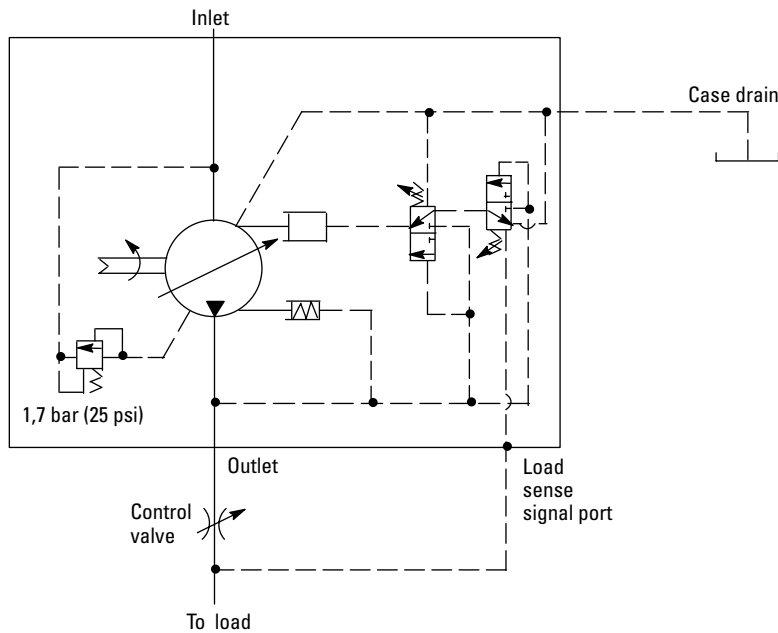 Inlet
Case drain
1,7 bar (25 psi)
Outlet
Load
sense
signal port
Control
valve
To load